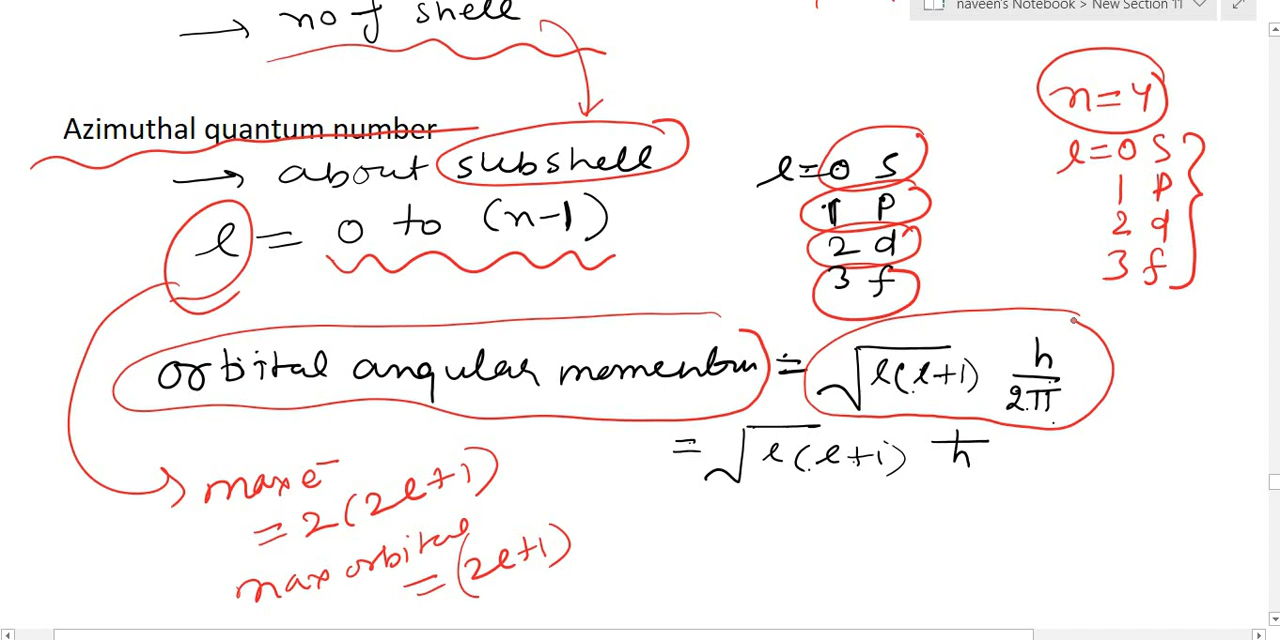 naveen's Notebook > New Section 11
→ no of shell
n=4
Azimuthal quantum number
→ about subshell
l = 0 to (n-1)
l=0 s
1 p
2 d
3 f
l=0 s
1 p
2 d
3 f
orbital angular momentum = √l(l+1) h/2π
= √l(l+1) ħ
max e⁻
= 2(2l+1)
max orbital
= (2l+1)